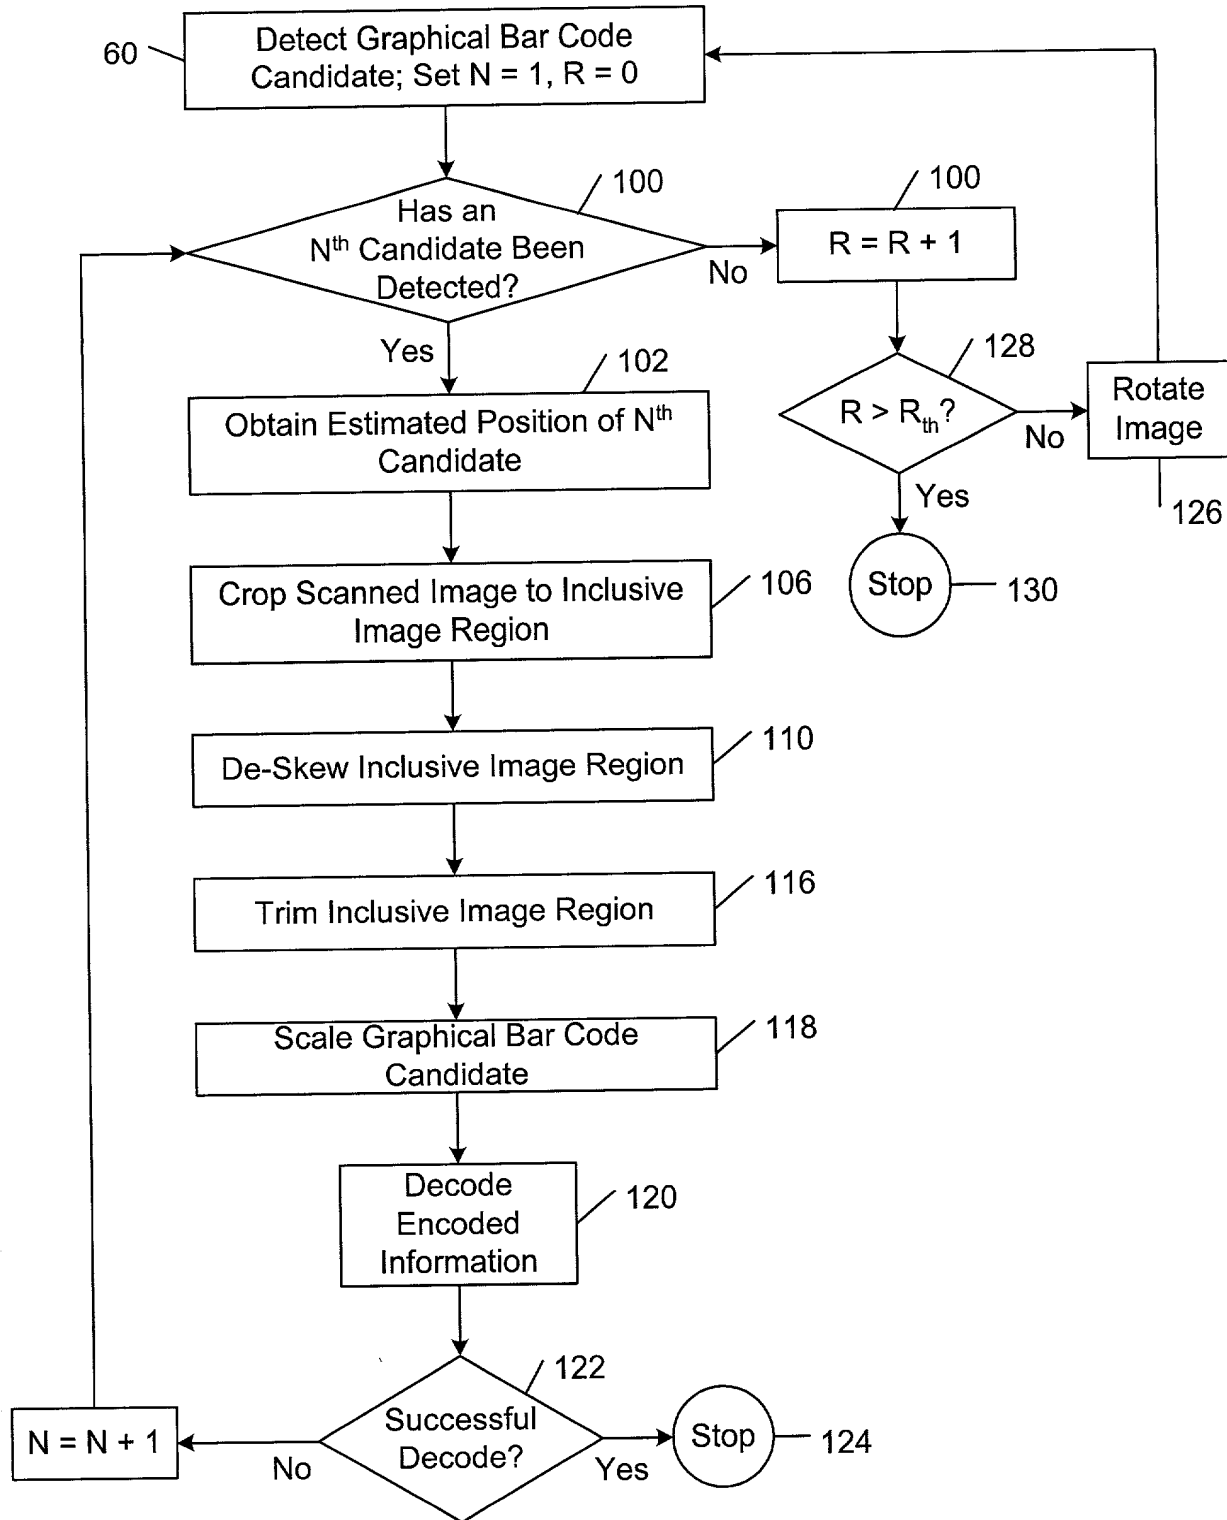 60
Detect Graphical Bar Code
Candidate; Set N = 1, R = 0
100
Has an
Nth Candidate Been
Detected?
No
Yes
100
R = R + 1
128
R > Rth?
No
Yes
Rotate
Image
126
Stop
130
102
Obtain Estimated Position of Nth
Candidate
Crop Scanned Image to Inclusive
Image Region
106
De-Skew Inclusive Image Region
110
Trim Inclusive Image Region
116
Scale Graphical Bar Code
Candidate
118
Decode
Encoded
Information
120
122
Successful
Decode?
No
Yes
N = N + 1
Stop
124